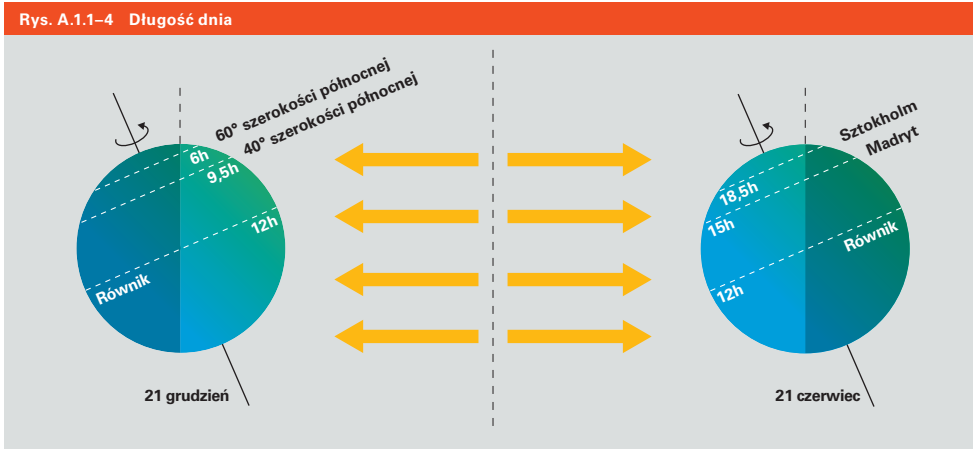 Rys. A.1.1–4 Długość dnia
60° szerokości północnej
40° szerokości północnej
6h
9,5h
12h
Równik
21 grudzień
Sztokholm
Madryt
18,5h
15h
Równik
12h
21 czerwiec